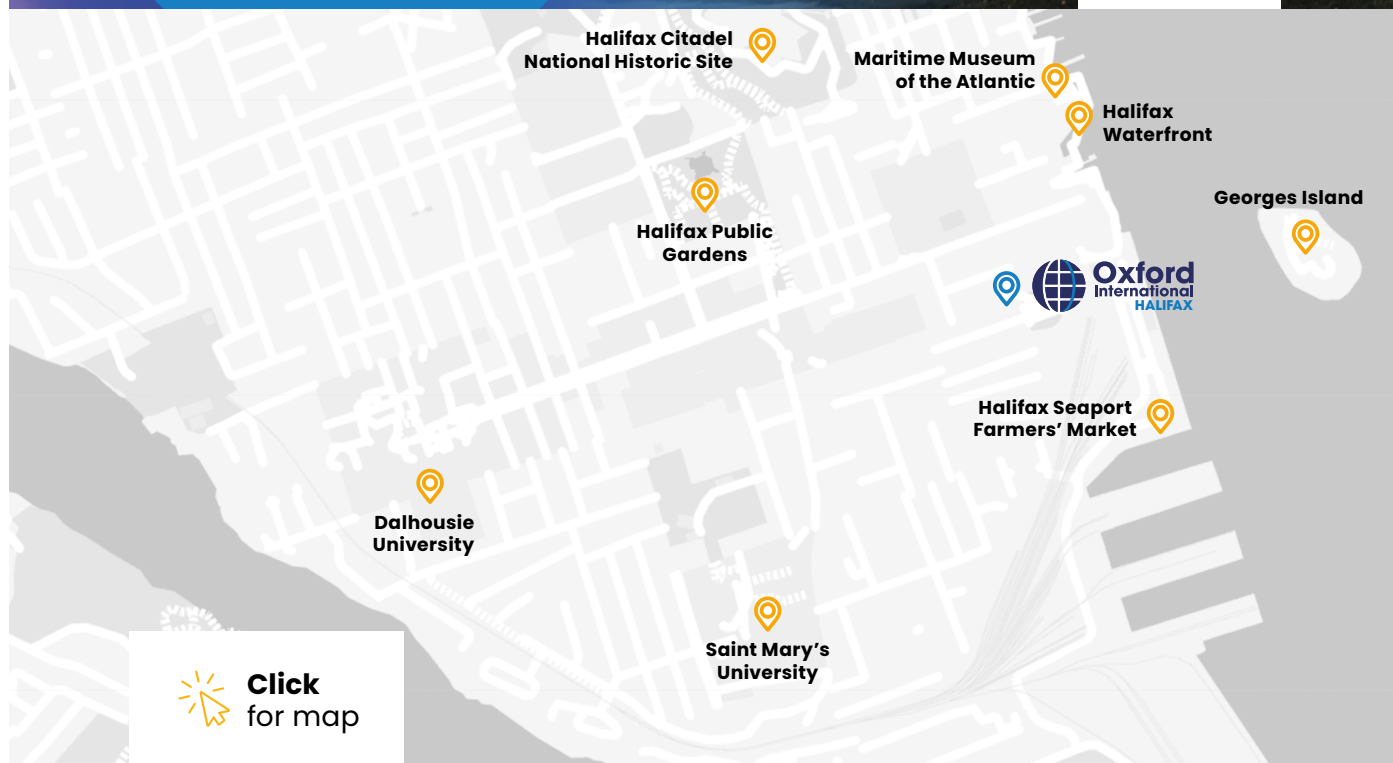 Halifax Citadel
National Historic Site
Maritime Museum
of the Atlantic
Halifax
Waterfront
Georges Island
Halifax Public
Gardens
Oxford
International
HALIFAX
Halifax Seaport
Farmers’ Market
Dalhousie
University
Saint Mary’s
University
Click
for map